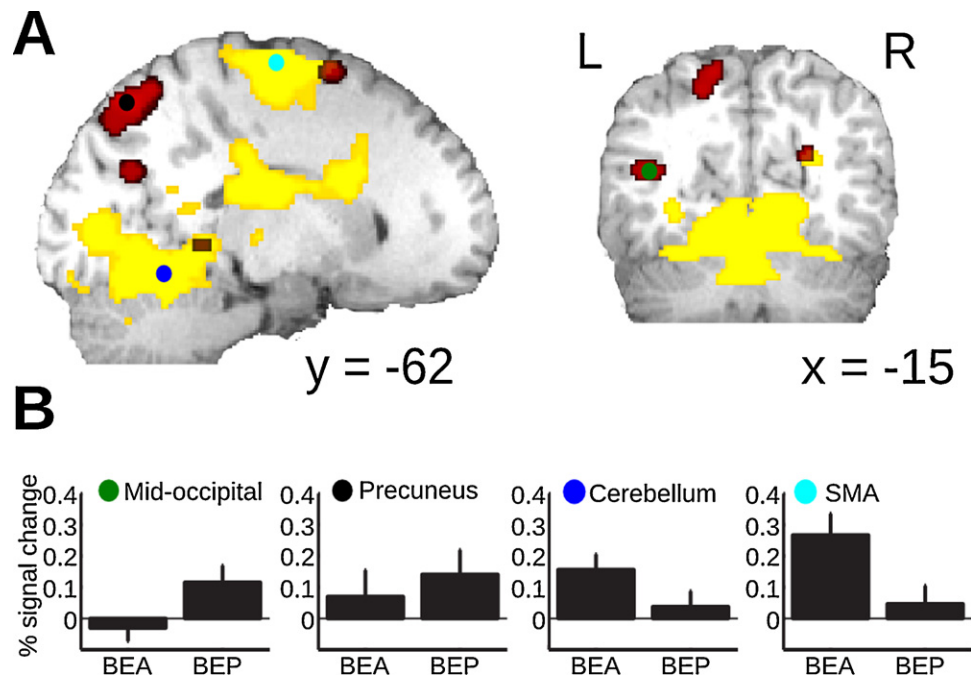 A
L R
y = -62
x = -15
B
% signal change
0.4
0.3
0.2
0.1
0
Mid-occipital
BEA BEP
0.4
0.3
0.2
0.1
0
Precuneus
BEA BEP
0.4
0.3
0.2
0.1
0
Cerebellum
BEA BEP
0.4
0.3
0.2
0.1
0
SMA
BEA BEP